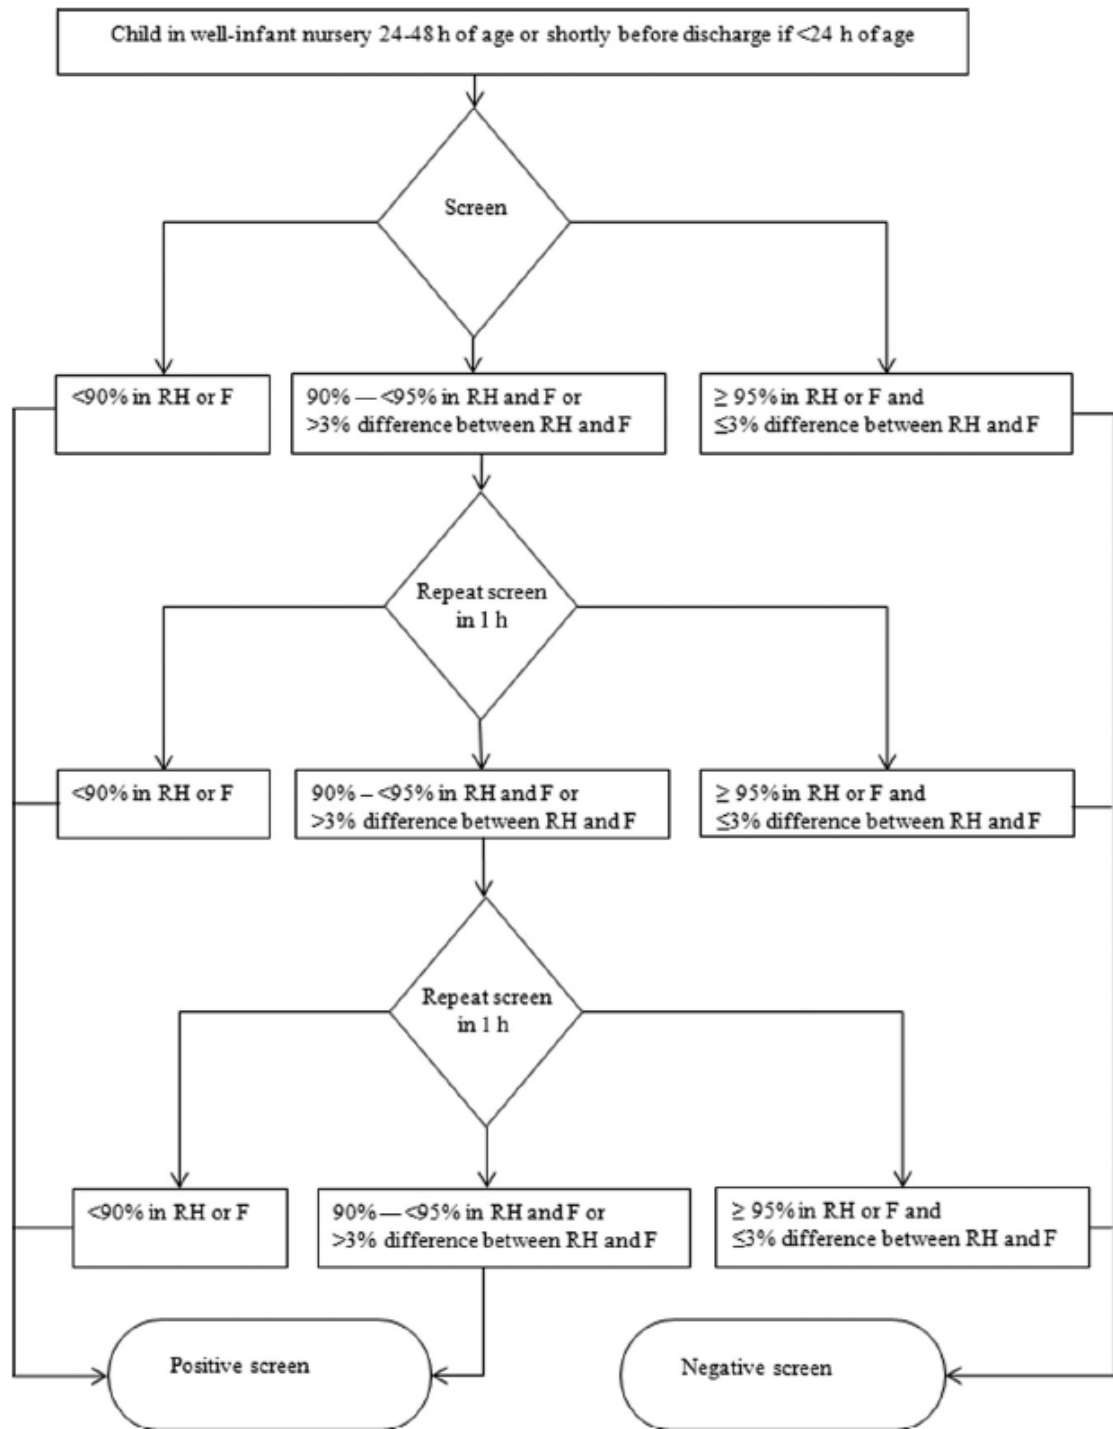 Child in well-infant nursery 24-48 h of age or shortly before discharge if <24 h of age
Screen
<90% in RH or F
90% — <95% in RH and F or
>3% difference between RH and F
≥ 95% in RH or F and
≤3% difference between RH and F
Repeat screen
in 1 h
<90% in RH or F
90% – <95% in RH and F or
>3% difference between RH and F
≥ 95% in RH or F and
≤3% difference between RH and F
Repeat screen
in 1 h
<90% in RH or F
90% — <95% in RH and F or
>3% difference between RH and F
≥ 95% in RH or F and
≤3% difference between RH and F
Positive screen
Negative screen